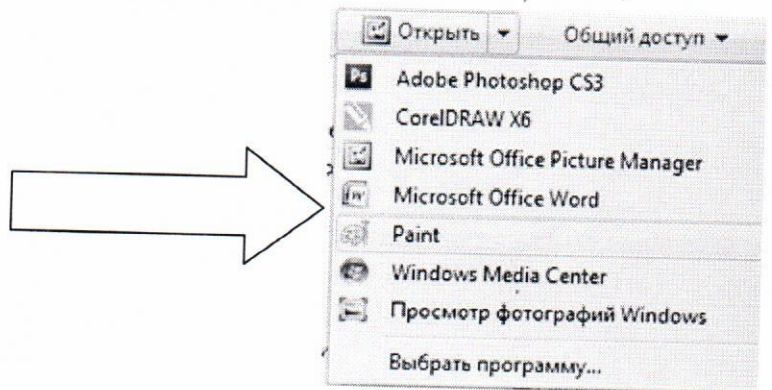 Открыть Общий доступ
Adobe Photoshop CS3
CorelDRAW X6
Microsoft Office Picture Manager
Microsoft Office Word
Paint
Windows Media Center
Просмотр фотографий Windows
Выбрать программу...